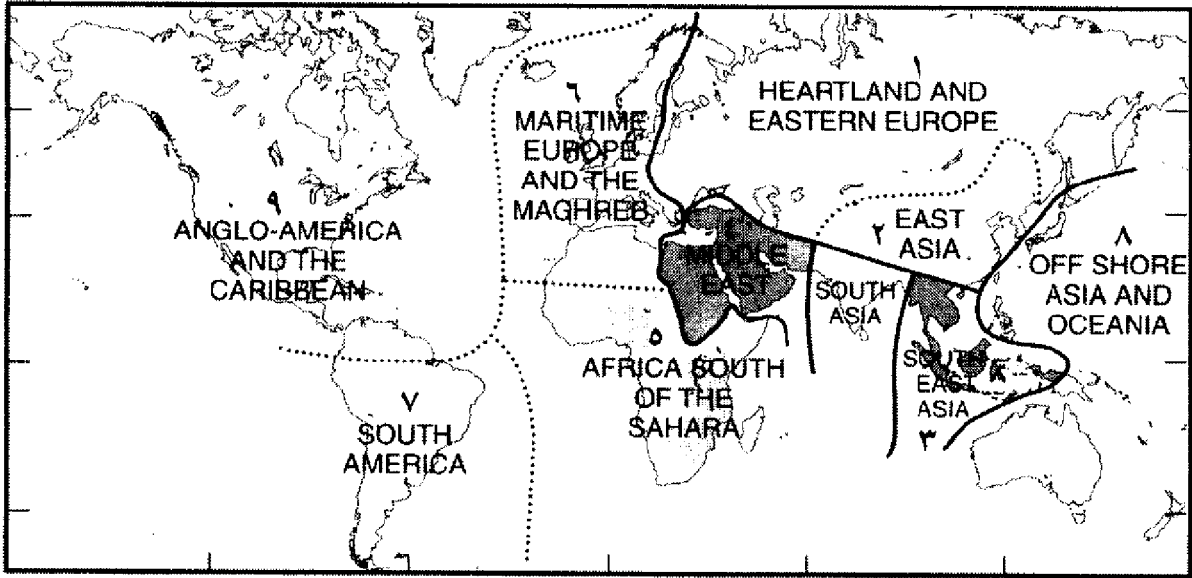 ١
HEARTLAND AND
EASTERN EUROPE
٦
MARITIME
EUROPE
AND THE
MAGHREB
٩
ANGLO-AMERICA
AND THE
CARIBBEAN
MIDDLE
EAST
٢
EAST
ASIA
٨
OFF SHORE
ASIA AND
OCEANIA
SOUTH
ASIA
٥
AFRICA SOUTH
OF THE
SAHARA
SOUTH
EAST
ASIA
٣
٧
SOUTH
AMERICA